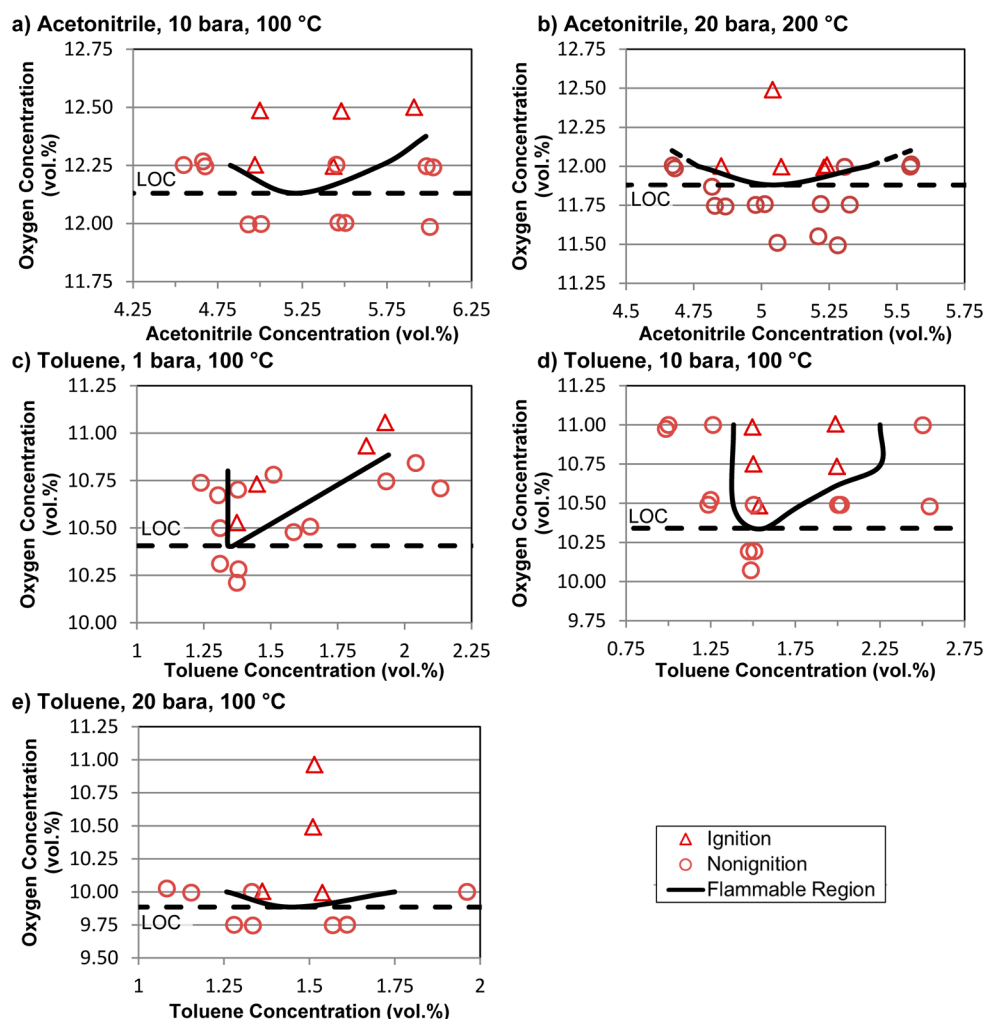 a) Acetonitrile, 10 bara, 100 °C
Oxygen Concentration
(vol.%)
12.75
12.50
12.25
12.00
11.75
LOC
4.25
4.75
5.25
5.75
6.25
Acetonitrile Concentration (vol.%)
b) Acetonitrile, 20 bara, 200 °C
Oxygen Concentration
(vol.%)
12.75
12.50
12.25
12.00
11.75
11.50
11.25
LOC
4.5
4.75
5
5.25
5.5
5.75
Acetonitrile Concentration (vol.%)
c) Toluene, 1 bara, 100 °C
Oxygen Concentration
(vol.%)
11.25
11.00
10.75
10.50
10.25
10.00
LOC
1
1.25
1.5
1.75
2
2.25
Toluene Concentration (vol.%)
d) Toluene, 10 bara, 100 °C
Oxygen Concentration
(vol.%)
11.25
11.00
10.75
10.50
10.25
10.00
9.75
LOC
0.75
1.25
1.75
2.25
2.75
Toluene Concentration (vol.%)
e) Toluene, 20 bara, 100 °C
Oxygen Concentration
(vol.%)
11.25
11.00
10.75
10.50
10.25
10.00
9.75
9.50
LOC
1
1.25
1.5
1.75
2
Toluene Concentration (vol.%)
Ignition
Nonignition
Flammable Region